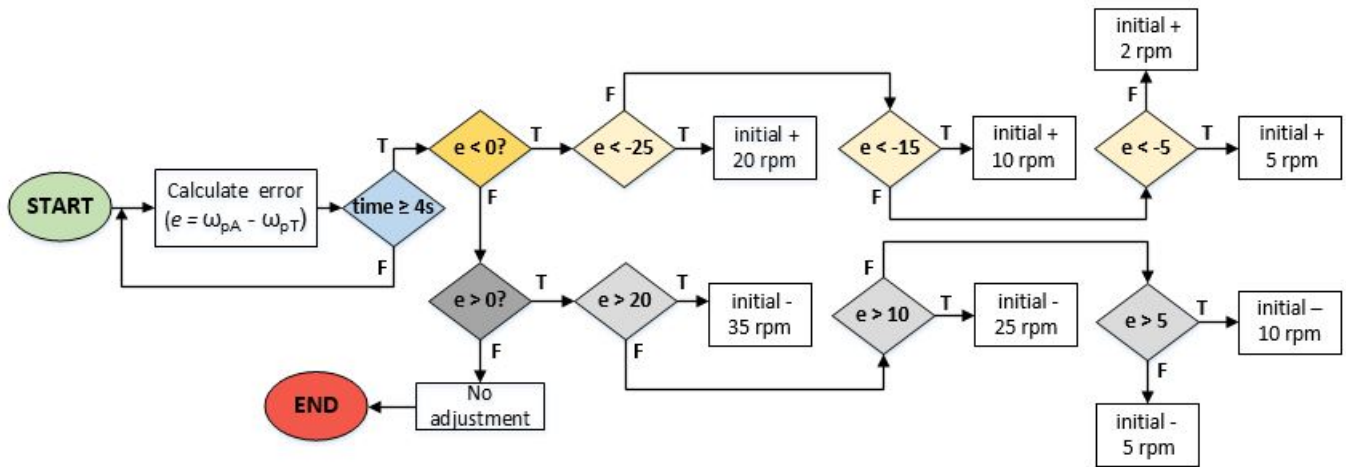 START
Calculate error
(e = ωpA - ωpT)
time ≥ 4s
T
F
e < 0?
T
F
e < -25
F
T
initial +
20 rpm
e < -15
T
F
initial +
10 rpm
initial +
2 rpm
F
e < -5
T
initial +
5 rpm
e > 0?
T
F
e > 20
T
F
initial -
35 rpm
F
e > 10
T
initial -
25 rpm
e > 5
T
F
initial –
10 rpm
initial -
5 rpm
No
adjustment
END